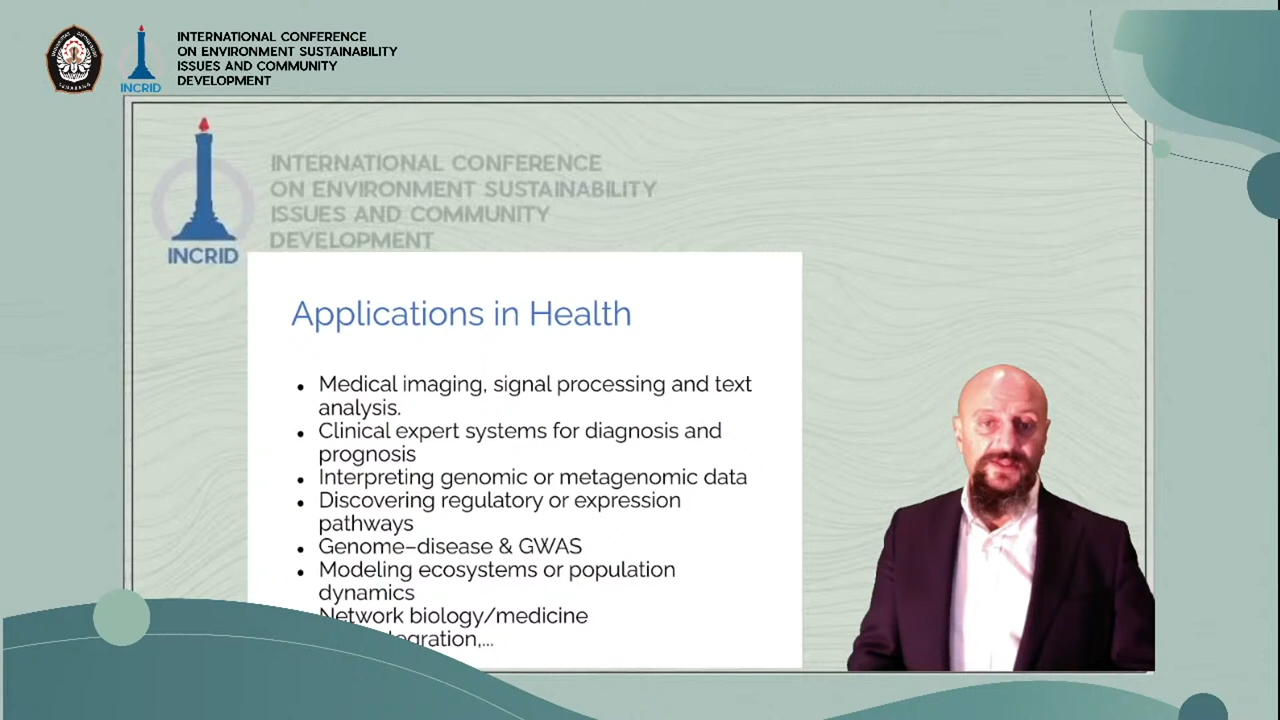 INTERNATIONAL CONFERENCE
ON ENVIRONMENT SUSTAINABILITY
ISSUES AND COMMUNITY
DEVELOPMENT
INCRID
SEMARANG
INTERNATIONAL CONFERENCE
ON ENVIRONMENT SUSTAINABILITY
ISSUES AND COMMUNITY
DEVELOPMENT
INCRID
Applications in Health
• Medical imaging, signal processing and text
analysis.
• Clinical expert systems for diagnosis and
prognosis
• Interpreting genomic or metagenomic data
• Discovering regulatory or expression
pathways
• Genome–disease & GWAS
• Modeling ecosystems or population
dynamics
Network biology/medicine